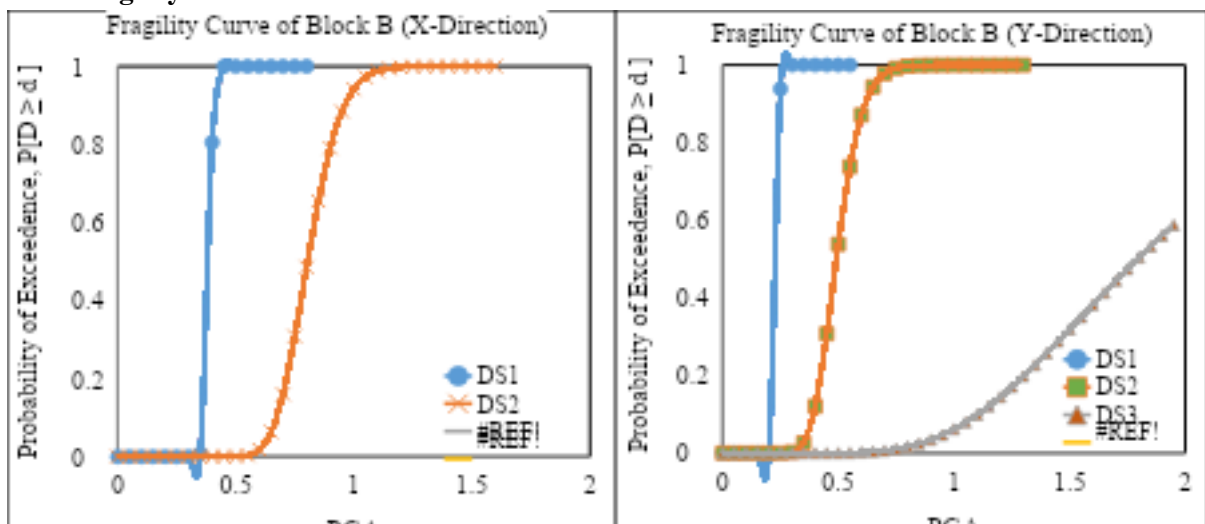 Fragility Curve of Block B (X-Direction)
Probability of Exceedence, P[D ≥ d ]
1
0.8
0.6
0.4
0.2
0
0
0.5
1
1.5
2
DS1
DS2
#REF!
#REF!
Fragility Curve of Block B (Y-Direction)
Probability of Exceedence, P[D ≥ d ]
1
0.8
0.6
0.4
0.2
0
0
0.5
1
1.5
2
DS1
DS2
DS3
#REF!